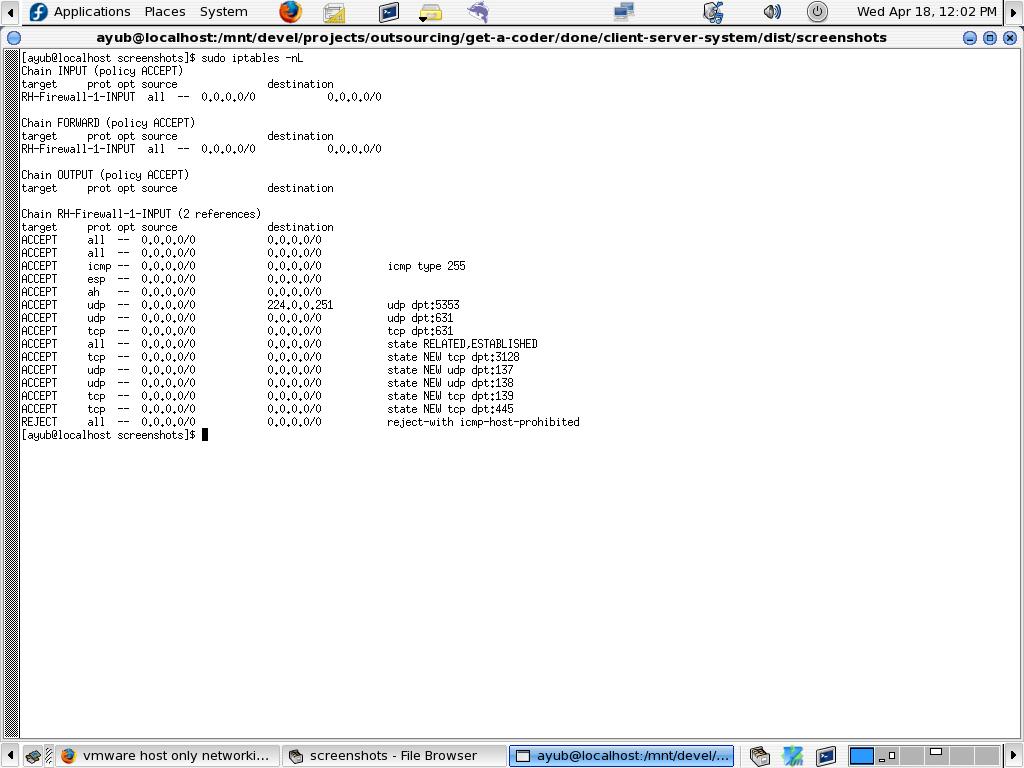 Applications Places System Wed Apr 18, 12:02 PM
ayub@localhost:/mnt/devel/projects/outsourcing/get-a-coder/done/client-server-system/dist/screenshots
[ayub@localhost screenshots]$ sudo iptables -nL
Chain INPUT (policy ACCEPT)
target     prot opt source               destination
RH-Firewall-1-INPUT  all  --  0.0.0.0/0            0.0.0.0/0

Chain FORWARD (policy ACCEPT)
target     prot opt source               destination
RH-Firewall-1-INPUT  all  --  0.0.0.0/0            0.0.0.0/0

Chain OUTPUT (policy ACCEPT)
target     prot opt source               destination

Chain RH-Firewall-1-INPUT (2 references)
target     prot opt source               destination
ACCEPT     all  --  0.0.0.0/0            0.0.0.0/0
ACCEPT     all  --  0.0.0.0/0            0.0.0.0/0
ACCEPT     icmp --  0.0.0.0/0            0.0.0.0/0           icmp type 255
ACCEPT     esp  --  0.0.0.0/0            0.0.0.0/0
ACCEPT     ah   --  0.0.0.0/0            0.0.0.0/0
ACCEPT     udp  --  0.0.0.0/0            224.0.0.251         udp dpt:5353
ACCEPT     udp  --  0.0.0.0/0            0.0.0.0/0           udp dpt:631
ACCEPT     tcp  --  0.0.0.0/0            0.0.0.0/0           tcp dpt:631
ACCEPT     all  --  0.0.0.0/0            0.0.0.0/0           state RELATED,ESTABLISHED
ACCEPT     tcp  --  0.0.0.0/0            0.0.0.0/0           state NEW tcp dpt:3128
ACCEPT     udp  --  0.0.0.0/0            0.0.0.0/0           state NEW udp dpt:137
ACCEPT     udp  --  0.0.0.0/0            0.0.0.0/0           state NEW udp dpt:138
ACCEPT     tcp  --  0.0.0.0/0            0.0.0.0/0           state NEW tcp dpt:139
ACCEPT     tcp  --  0.0.0.0/0            0.0.0.0/0           state NEW tcp dpt:445
REJECT     all  --  0.0.0.0/0            0.0.0.0/0           reject-with icmp-host-prohibited
[ayub@localhost screenshots]$
vmware host only networki... screenshots - File Browser ayub@localhost:/mnt/devel/...